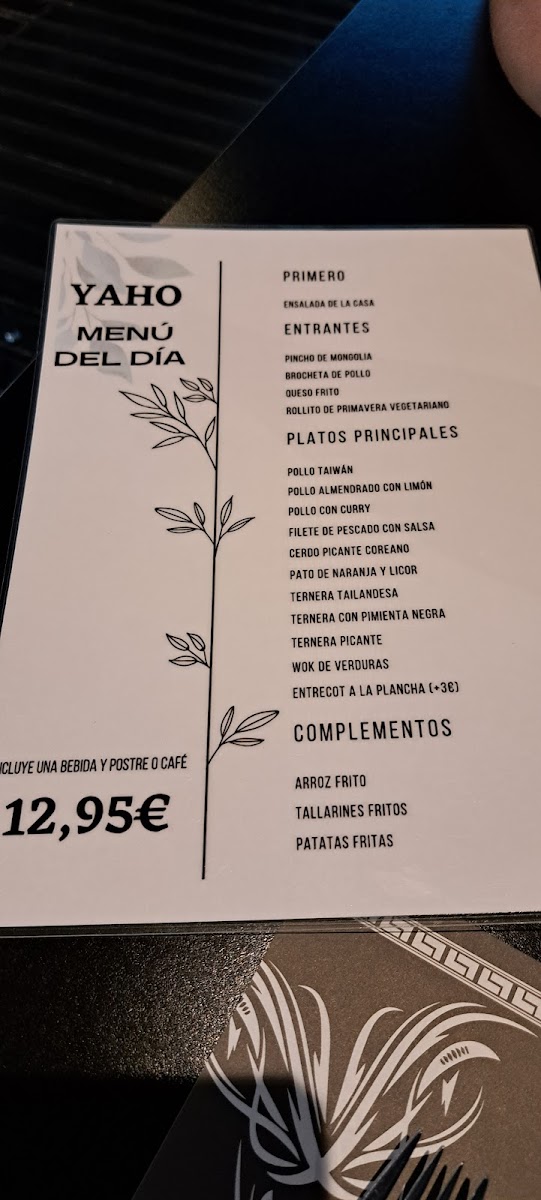 YAHO
MENÚ
DEL DÍA
INCLUYE UNA BEBIDA Y POSTRE O CAFÉ
12,95€
PRIMERO
ENSALADA DE LA CASA
ENTRANTES
PINCHO DE MONGOLIA
BROCHETA DE POLLO
QUESO FRITO
ROLLITO DE PRIMAVERA VEGETARIANO
PLATOS PRINCIPALES
POLLO TAIWÁN
POLLO ALMENDRADO CON LIMÓN
POLLO CON CURRY
FILETE DE PESCADO CON SALSA
CERDO PICANTE COREANO
PATO DE NARANJA Y LICOR
TERNERA TAILANDESA
TERNERA CON PIMIENTA NEGRA
TERNERA PICANTE
WOK DE VERDURAS
ENTRECOT A LA PLANCHA (+3€)
COMPLEMENTOS
ARROZ FRITO
TALLARINES FRITOS
PATATAS FRITAS